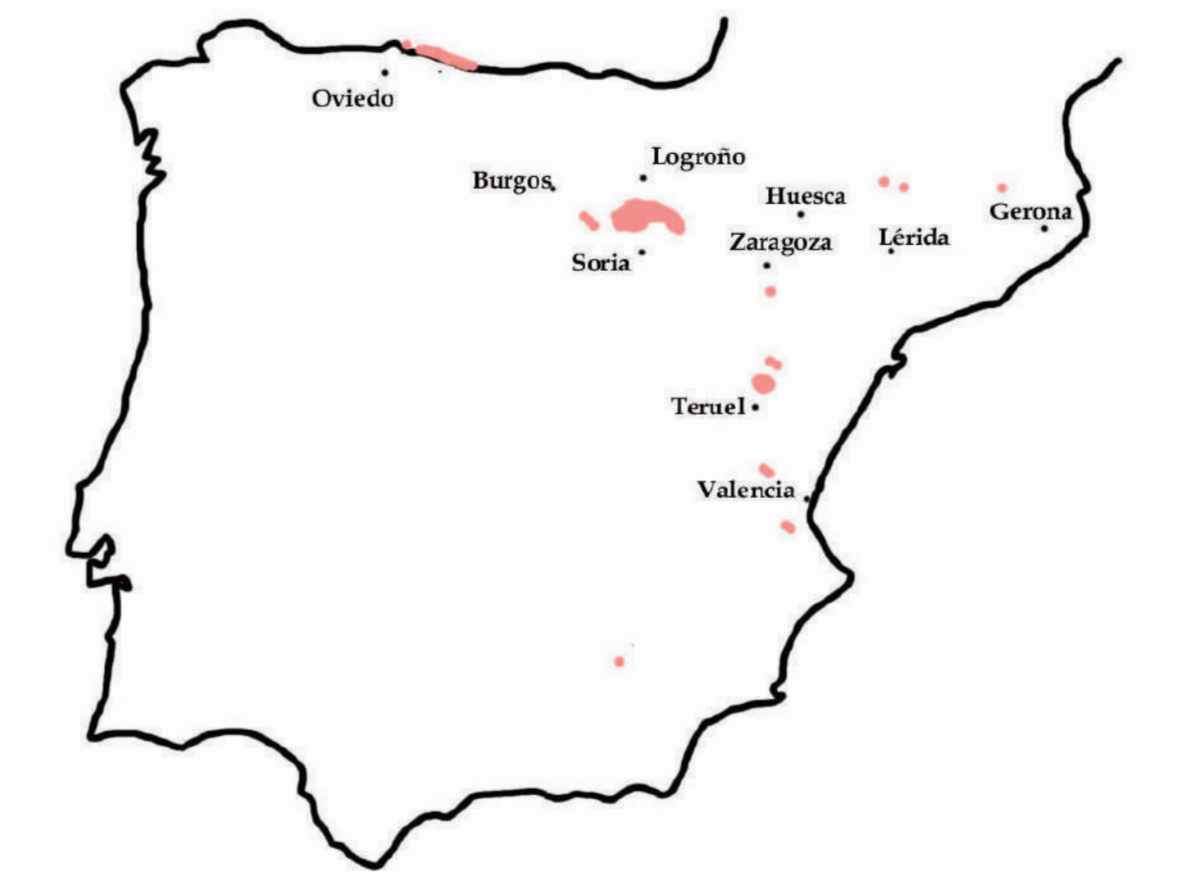 Oviedo
Logroño
Burgos
Huesca
Gerona
Zaragoza
Lérida
Soria
Teruel
Valencia